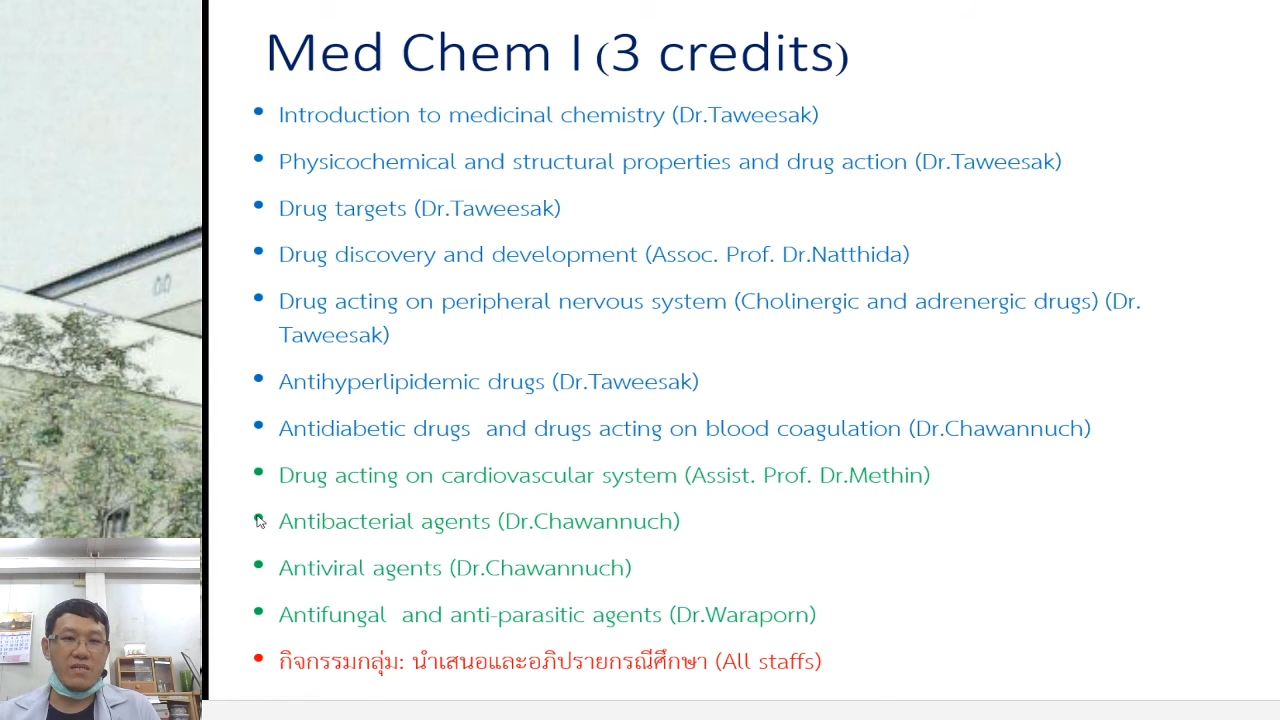 Med Chem I (3 credits)
• Introduction to medicinal chemistry (Dr.Taweesak)
• Physicochemical and structural properties and drug action (Dr.Taweesak)
• Drug targets (Dr.Taweesak)
• Drug discovery and development (Assoc. Prof. Dr.Natthida)
• Drug acting on peripheral nervous system (Cholinergic and adrenergic drugs) (Dr.
Taweesak)
• Antihyperlipidemic drugs (Dr.Taweesak)
• Antidiabetic drugs  and drugs acting on blood coagulation (Dr.Chawannuch)
• Drug acting on cardiovascular system (Assist. Prof. Dr.Methin)
• Antibacterial agents (Dr.Chawannuch)
• Antiviral agents (Dr.Chawannuch)
• Antifungal  and anti-parasitic agents (Dr.Waraporn)
• กิจกรรมกลุ่ม: นำเสนอและอภิปรายกรณีศึกษา (All staffs)